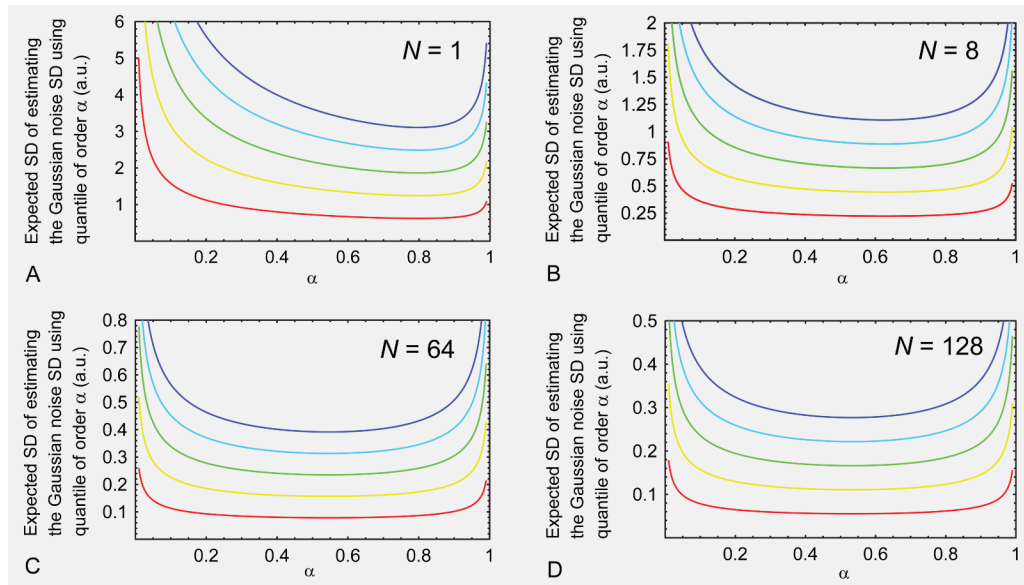 Expected SD of estimating
the Gaussian noise SD using
quantile of order α (a.u.)
6
5
4
3
2
1
N = 1
0.2
0.4
0.6
0.8
1
A
α
Expected SD of estimating
the Gaussian noise SD using
quantile of order α (a.u.)
2
1.75
1.5
1.25
1
0.75
0.5
0.25
N = 8
0.2
0.4
0.6
0.8
1
B
α
Expected SD of estimating
the Gaussian noise SD using
quantile of order α (a.u.)
0.8
0.7
0.6
0.5
0.4
0.3
0.2
0.1
N = 64
0.2
0.4
0.6
0.8
1
C
α
Expected SD of estimating
the Gaussian noise SD using
quantile of order α (a.u.)
0.5
0.4
0.3
0.2
0.1
N = 128
0.2
0.4
0.6
0.8
1
D
α